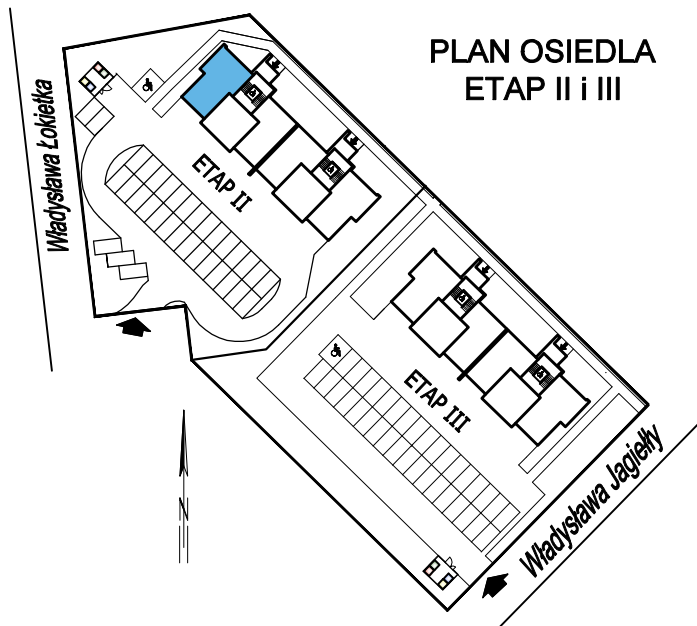 PLAN OSIEDLA
ETAP II i III
Władysława Łokietka
ETAP II
ETAP III
Władysława Jagiełły
N